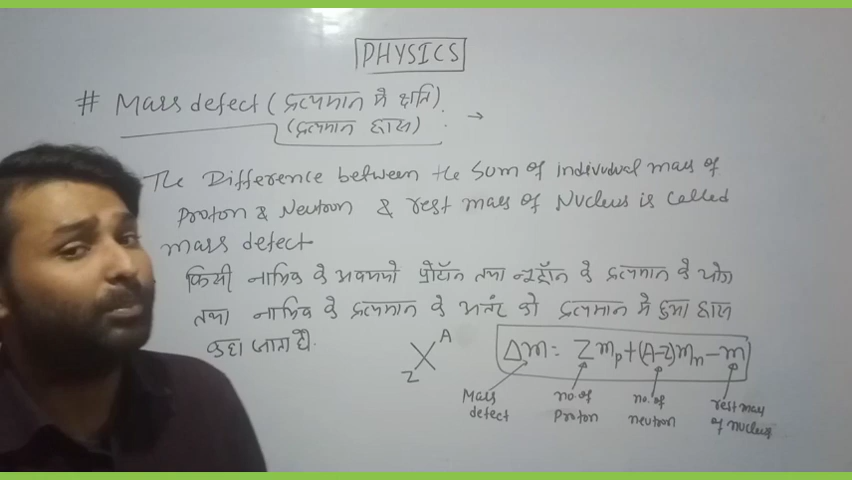 PHYSICS
# Mass defect (द्रव्यमान में क्षति)
(द्रव्यमान ह्रास) →
The Difference between the Sum of individual mass of
Proton & Neutron & rest mass of Nucleus is called
mass defect
किसी नाभिक के अवयवो प्रोटॉन तथा न्यूट्रॉन के द्रव्यमान के योग
तथा नाभिक के द्रव्यमान के अतंर को द्रव्यमान में हुआ ह्रास
कहा जाता है।
zXᴬ
Δm = Zmₚ+(A-Z)mₙ-m
Mass defect
no. of Proton
no. of neutron
rest mass of nucleus